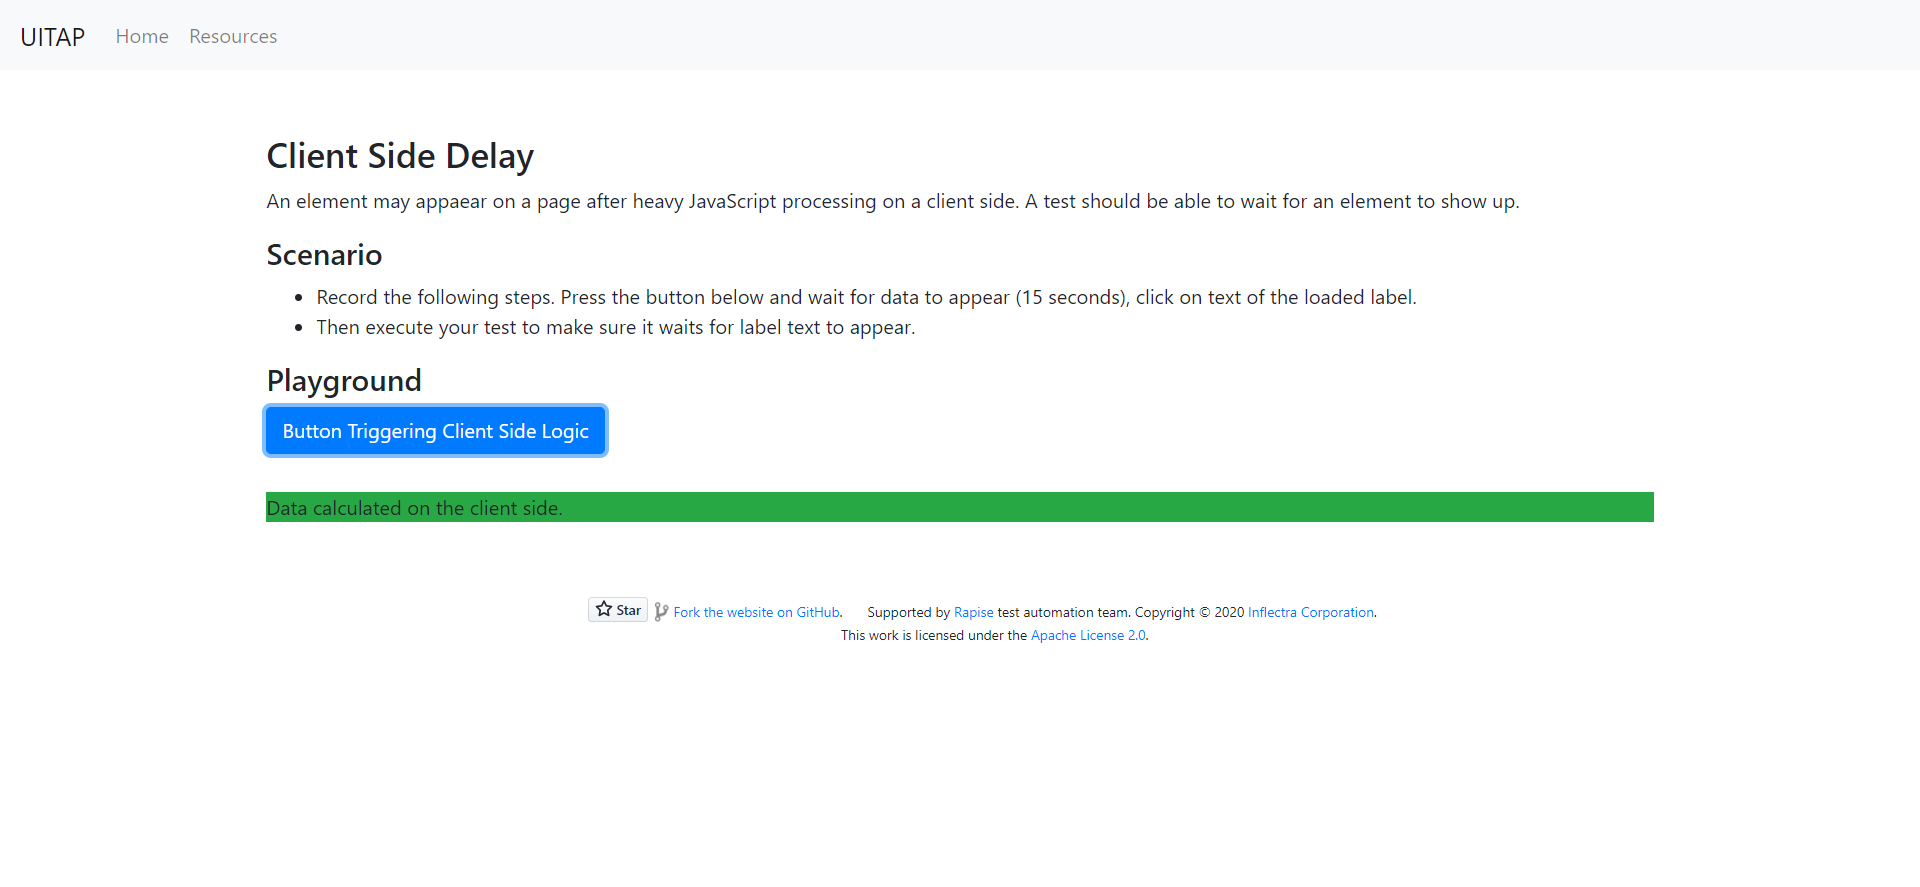 UITAP Home Resources
Client Side Delay
An element may appaear on a page after heavy JavaScript processing on a client side. A test should be able to wait for an element to show up.
Scenario
Record the following steps. Press the button below and wait for data to appear (15 seconds), click on text of the loaded label.
Then execute your test to make sure it waits for label text to appear.
Playground
Button Triggering Client Side Logic
Data calculated on the client side.
Star Fork the website on GitHub. Supported by Rapise test automation team. Copyright © 2020 Inflectra Corporation.
This work is licensed under the Apache License 2.0.